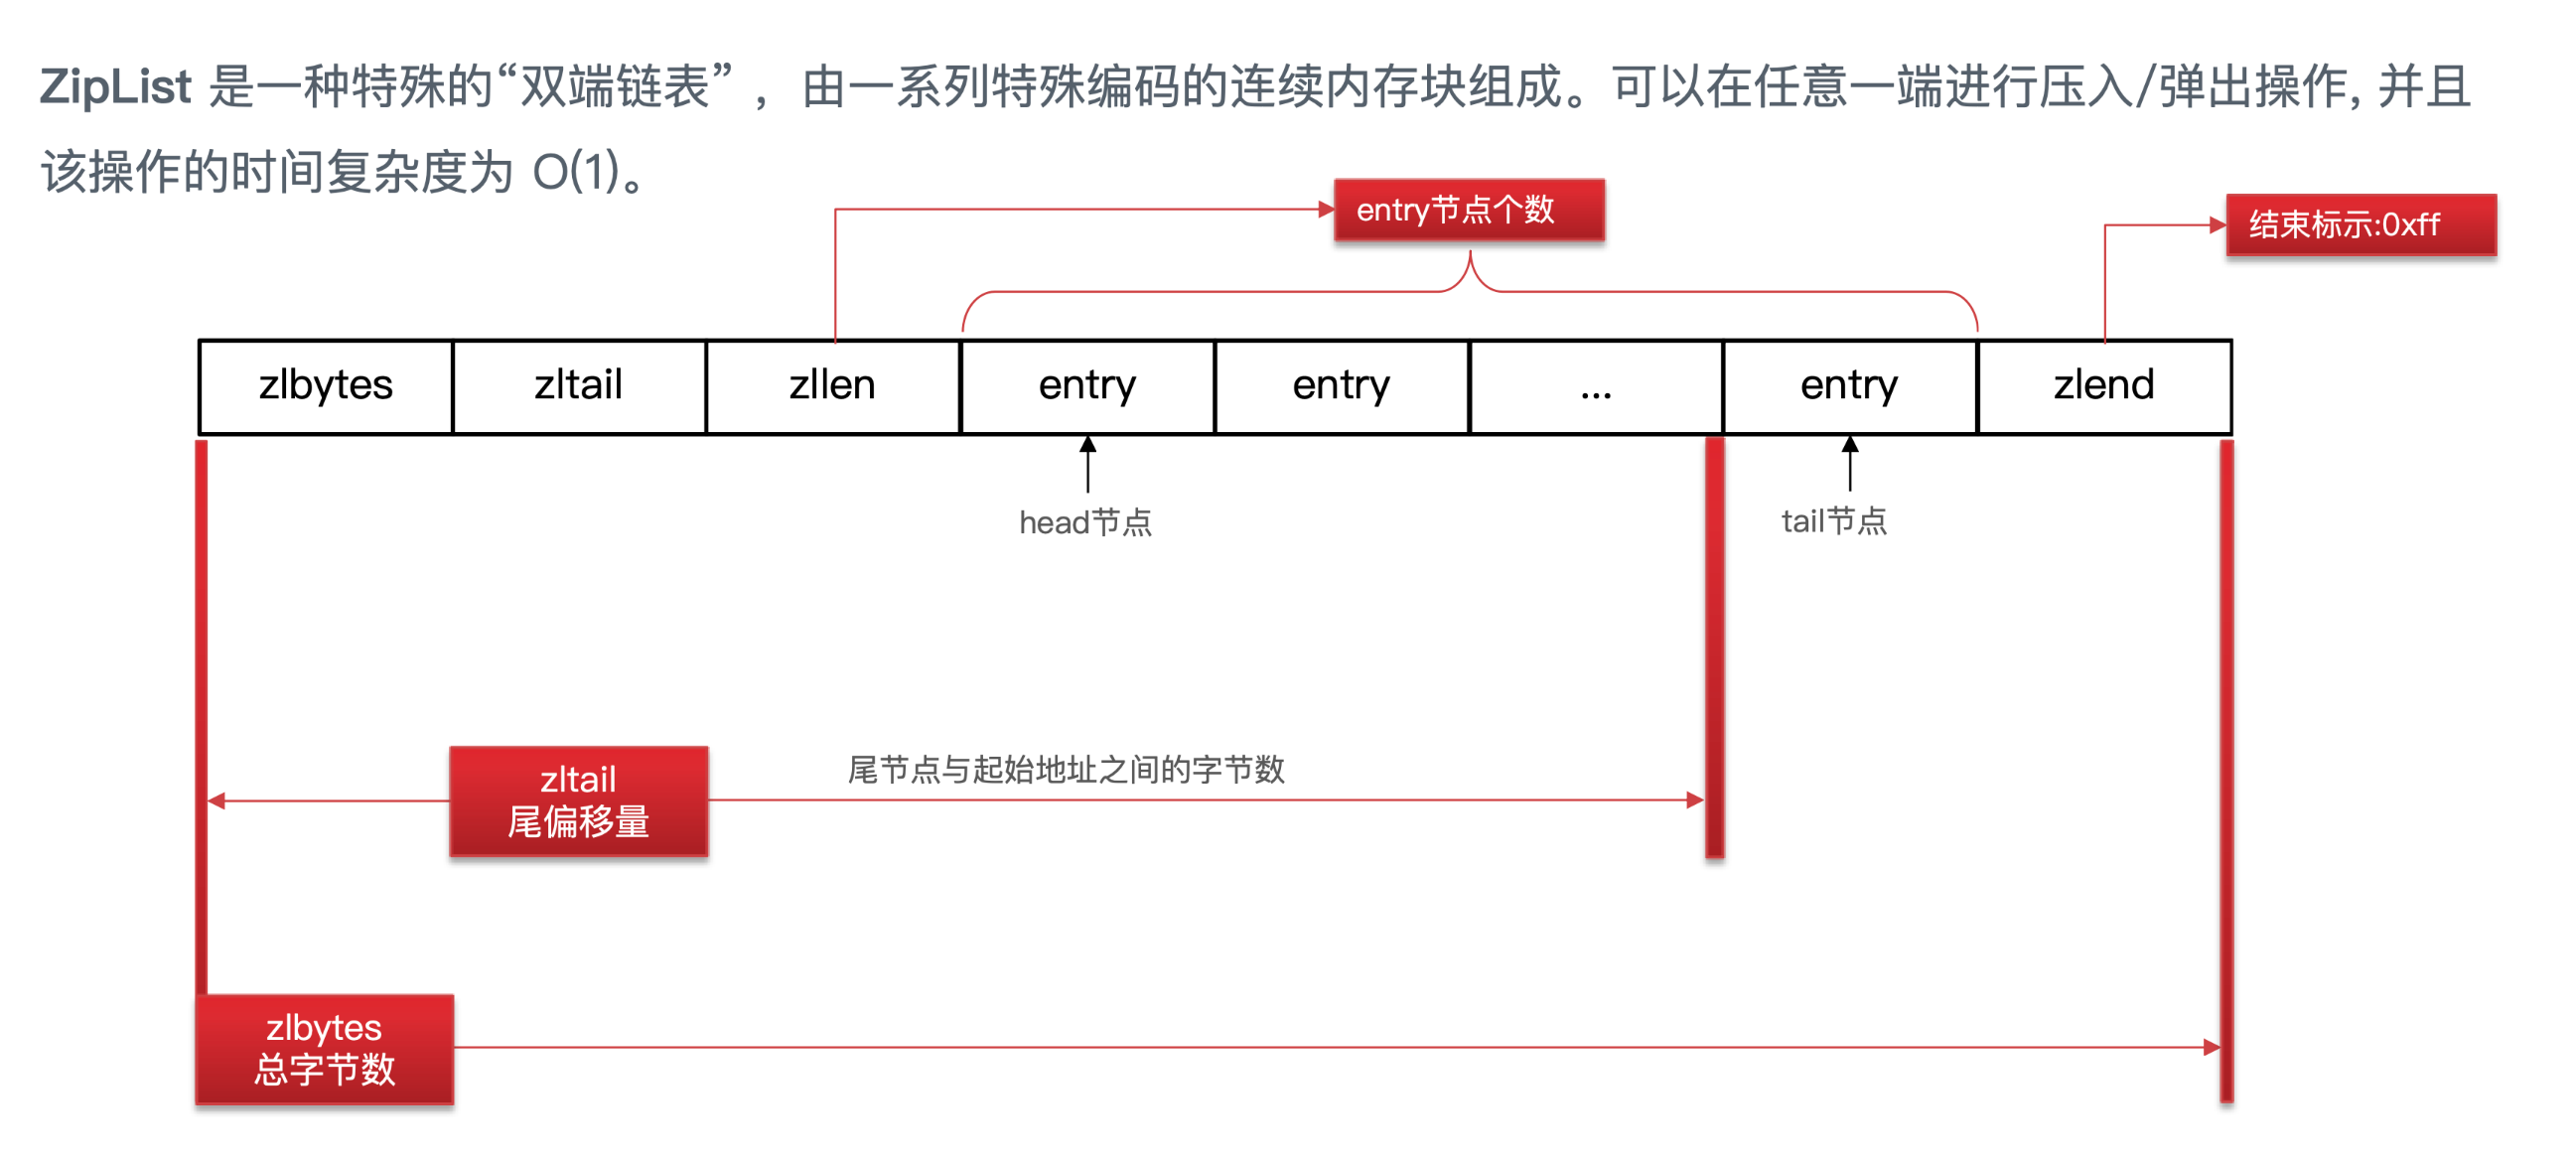 ZipList 是一种特殊的“双端链表” ，由一系列特殊编码的连续内存块组成。可以在任意一端进行压入/弹出操作, 并且
该操作的时间复杂度为 O(1)。
entry节点个数
结束标示:0xff
zlbytes
zltail
zllen
entry
entry
...
entry
zlend
head节点
tail节点
zltail
尾偏移量
尾节点与起始地址之间的字节数
zlbytes
总字节数